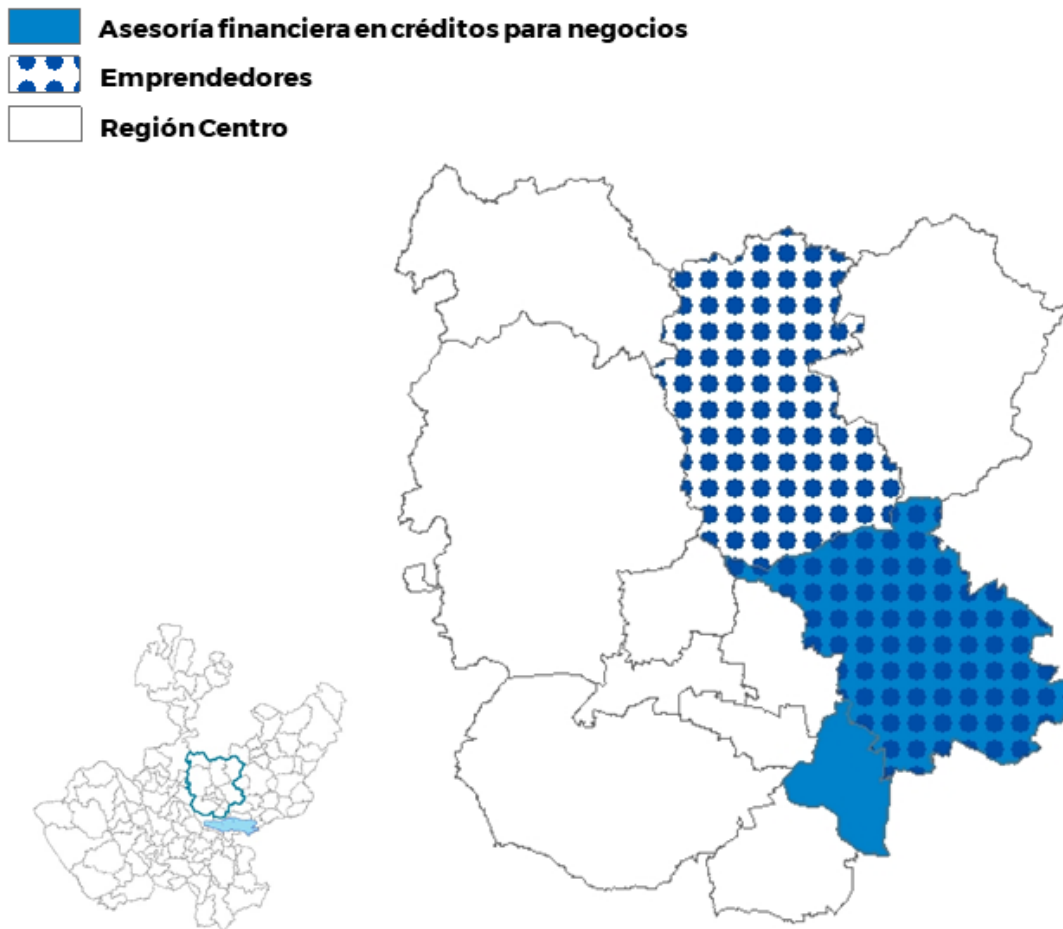 Asesoría financiera en créditos para negocios
Emprendedores
Región Centro